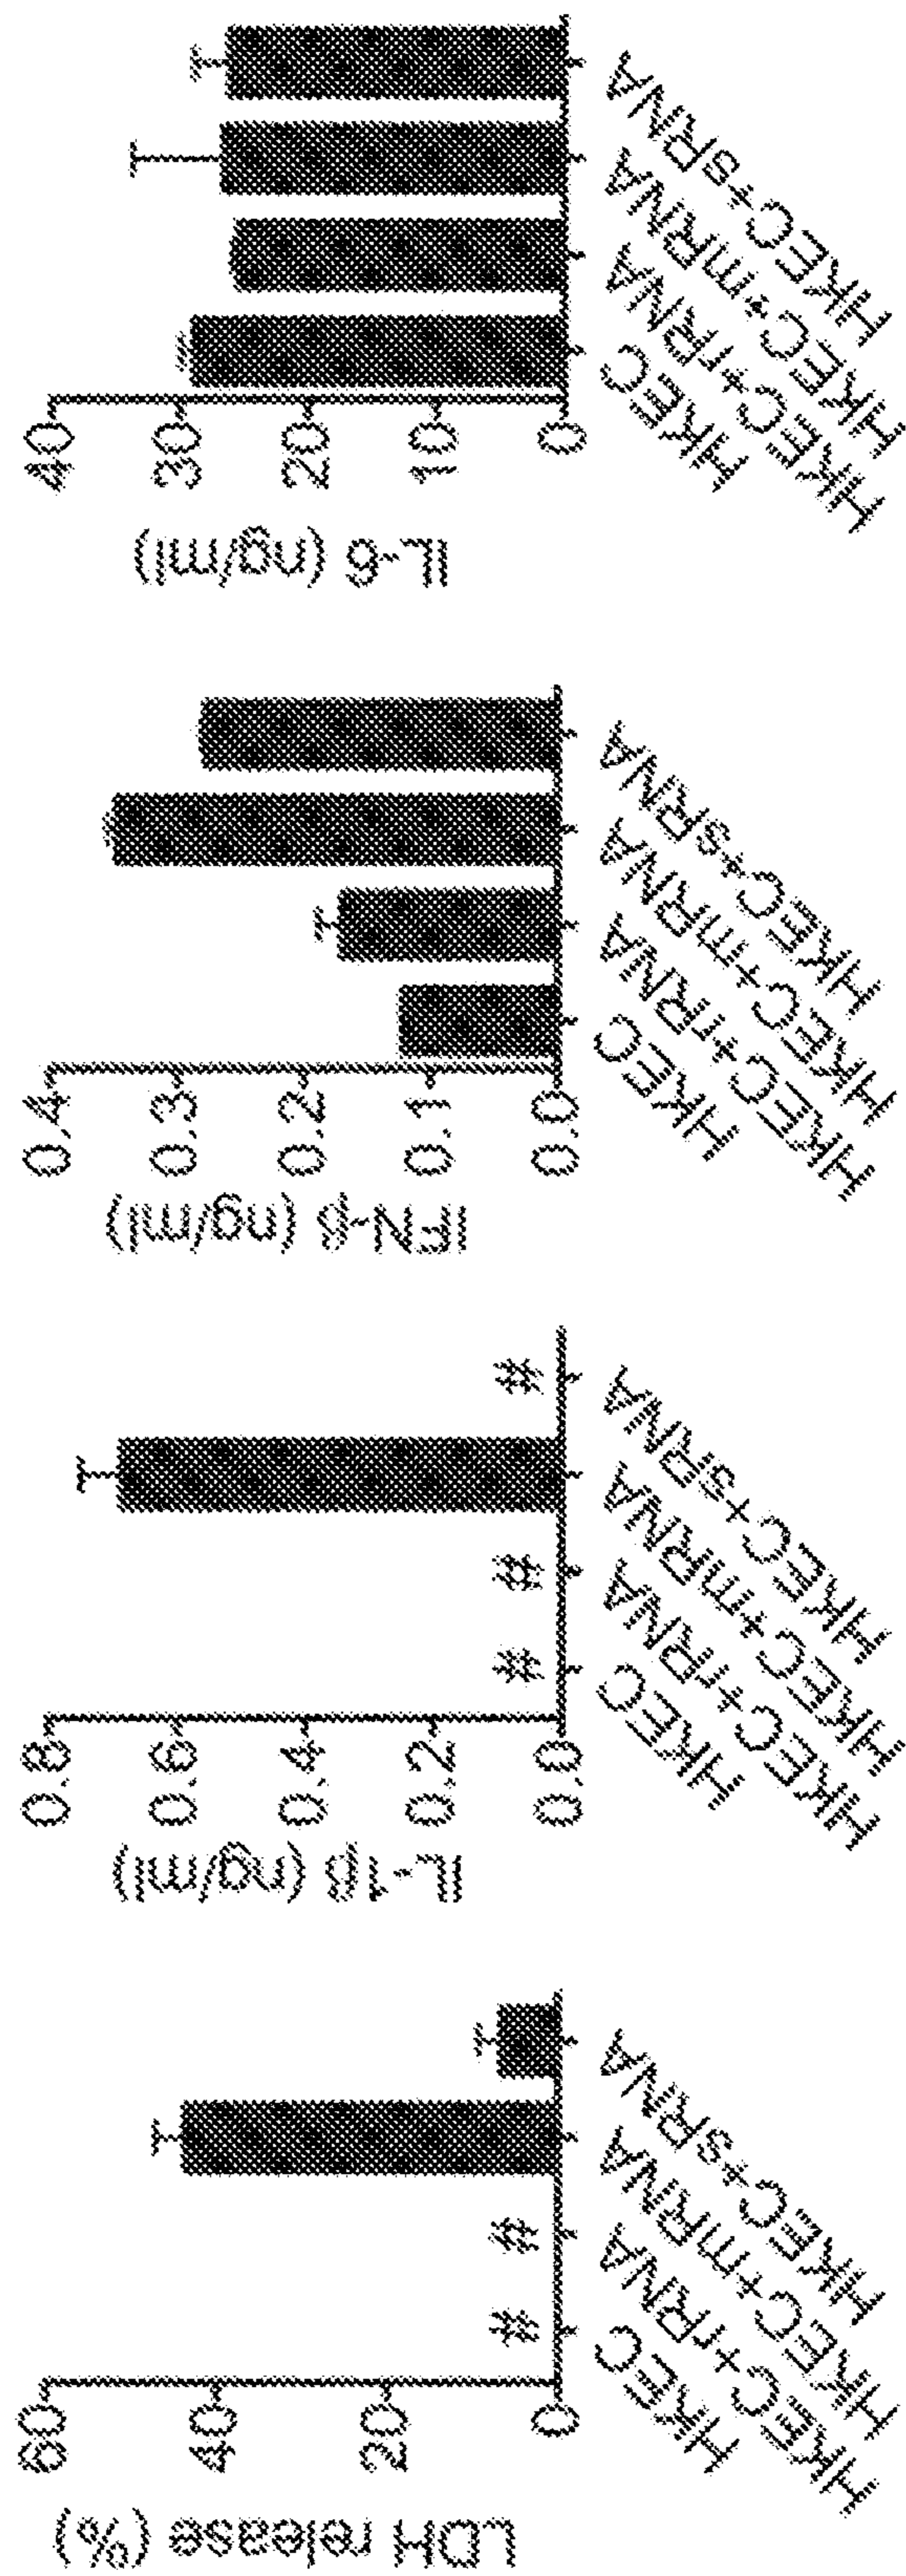 LDH release (%)
60
40
20
0
#
#
HKEC
HKEC+rRNA
HKEC+mRNA
HKEC+sRNA
IL-1β (ng/ml)
0.8
0.6
0.4
0.2
0.0
#
#
#
HKEC
HKEC+rRNA
HKEC+mRNA
HKEC+sRNA
IFN-β (ng/ml)
0.4
0.3
0.2
0.1
0.0
HKEC
HKEC+rRNA
HKEC+mRNA
HKEC+sRNA
IL-6 (ng/ml)
40
30
20
10
0
HKEC
HKEC+rRNA
HKEC+mRNA
HKEC+sRNA